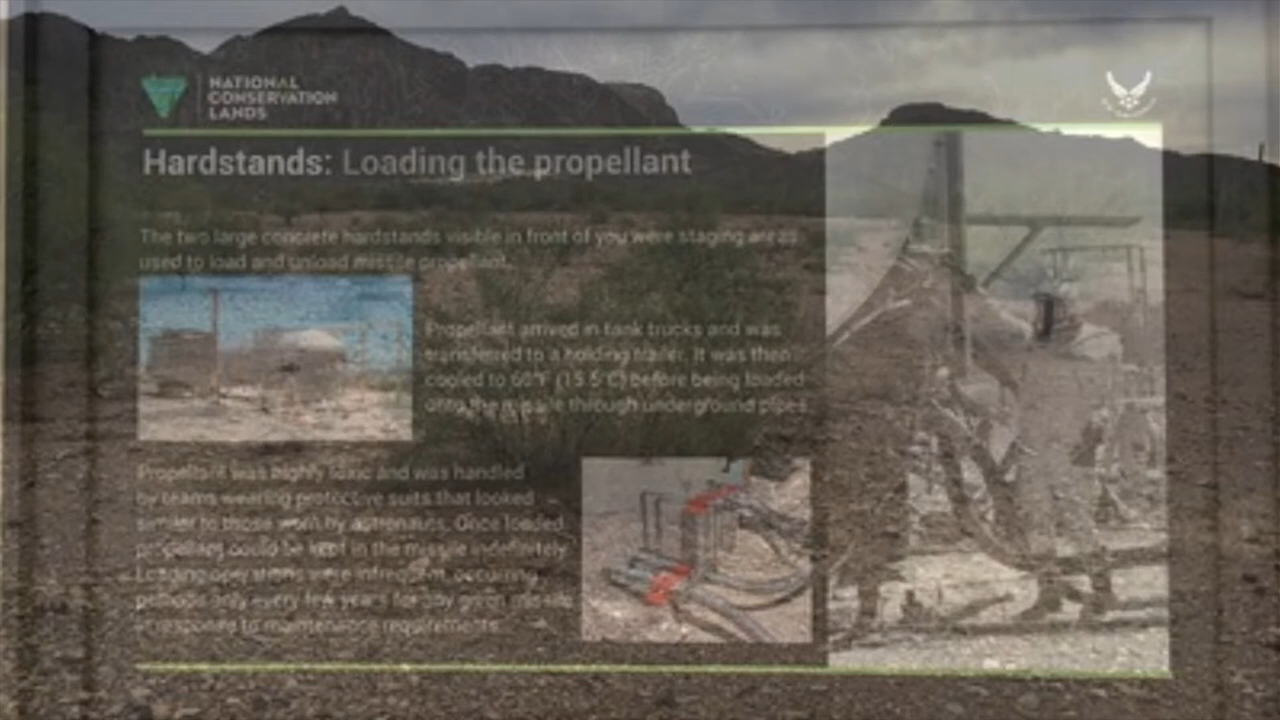 NATIONAL
CONSERVATION
LANDS
Hardstands: Loading the propellant
The two large concrete hardstands visible in front of you were staging areas
used to load and unload missile propellant.
Propellant arrived in tank trucks and was
transferred to a holding trailer. It was then
cooled to 60°F (15.5°C) before being loaded
onto the missile through underground pipes.
Propellant was highly toxic and was handled
by teams wearing protective suits that looked
similar to those worn by astronauts. Once loaded,
propellant could be kept in the missile indefinitely.
Loading operations were infrequent, occurring
perhaps only every few years for any given missile
in response to maintenance requirements.